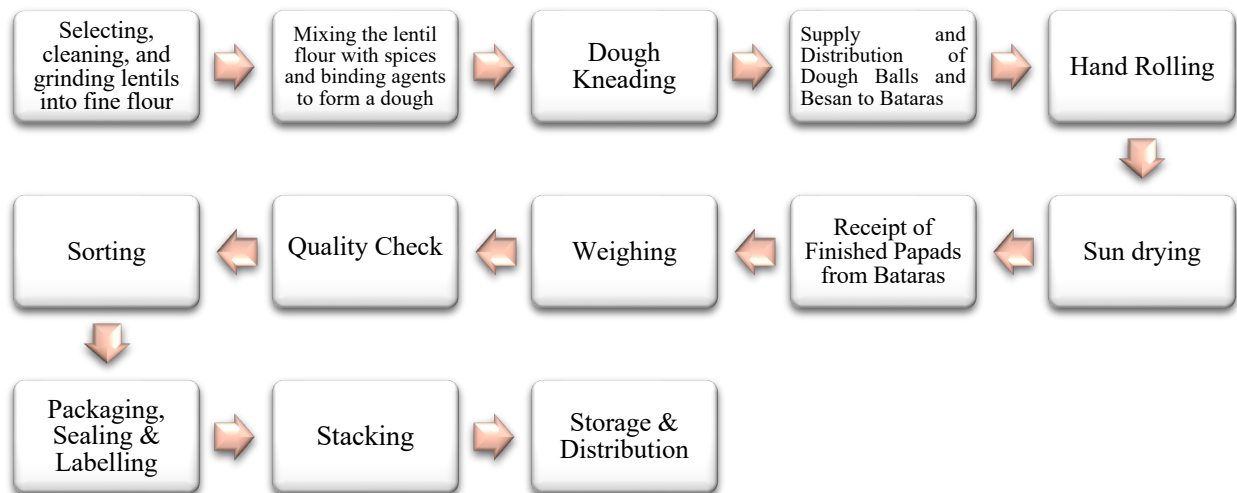 Selecting,
cleaning, and
grinding lentils
into fine flour
Mixing the lentil
flour with spices
and binding agents
to form a dough
Dough
Kneading
Supply and
Distribution of
Dough Balls and
Besan to Bataras
Hand Rolling
Sun drying
Receipt of
Finished Papads
from Bataras
Weighing
Quality Check
Sorting
Packaging,
Sealing &
Labelling
Stacking
Storage &
Distribution